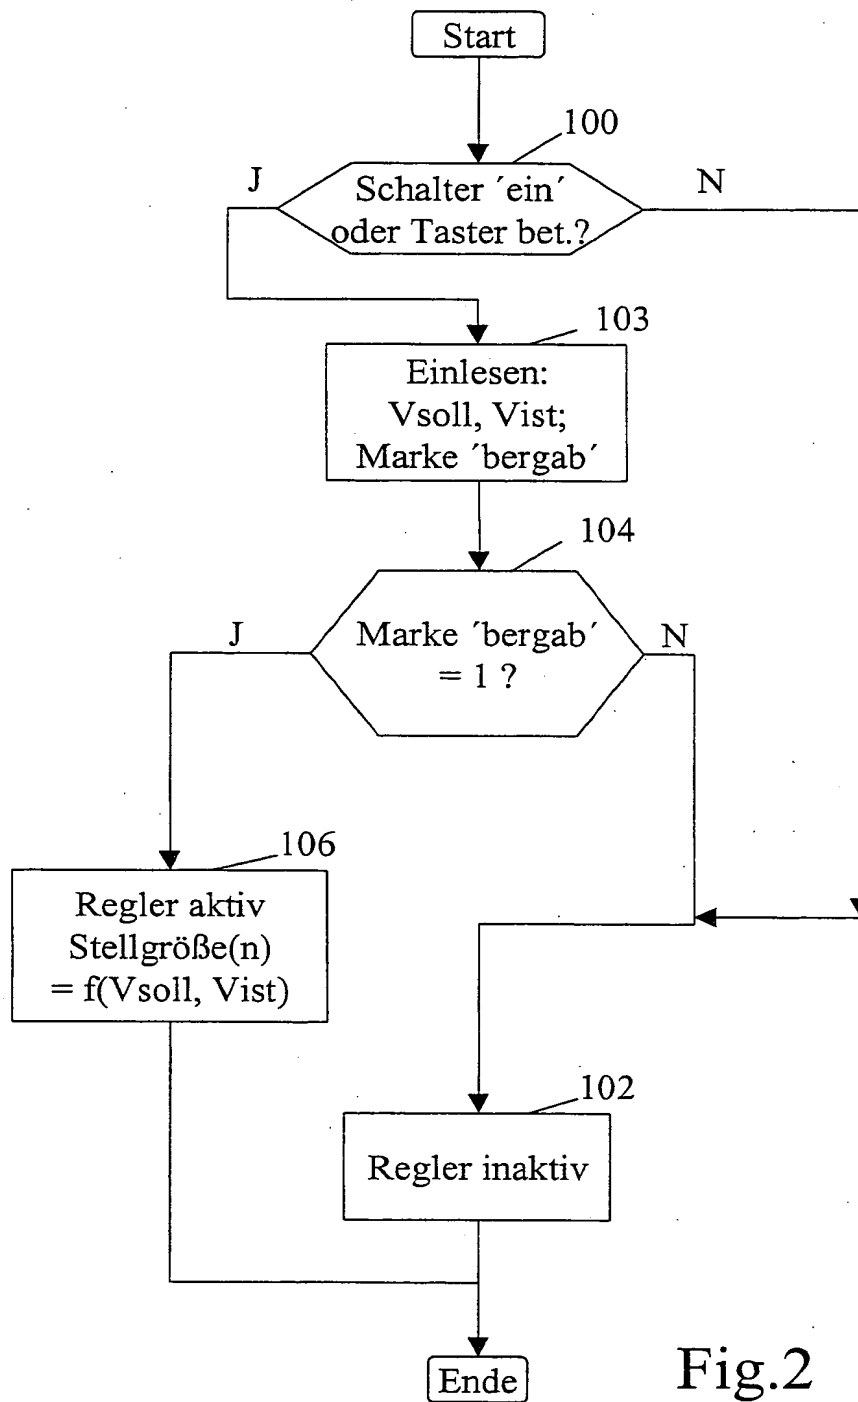 Start
100
J
N
Schalter ´ein´
oder Taster bet.?
103
Einlesen:
Vsoll, Vist;
Marke ´bergab´
104
J
N
Marke ´bergab´
= 1 ?
106
Regler aktiv
Stellgröße(n)
= f(Vsoll, Vist)
102
Regler inaktiv
Ende
Fig.2